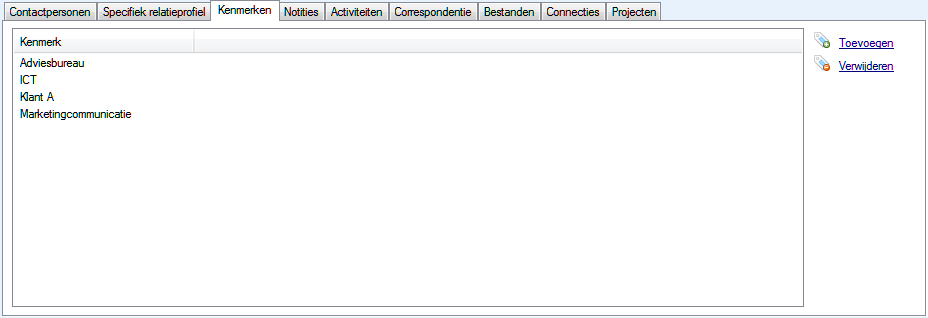 Contactpersonen Specifiek relatieprofiel Kenmerken Notities Activiteiten Correspondentie Bestanden Connecties Projecten
Kenmerk
Toevoegen
Adviesbureau
Verwijderen
ICT
Klant A
Marketingcommunicatie